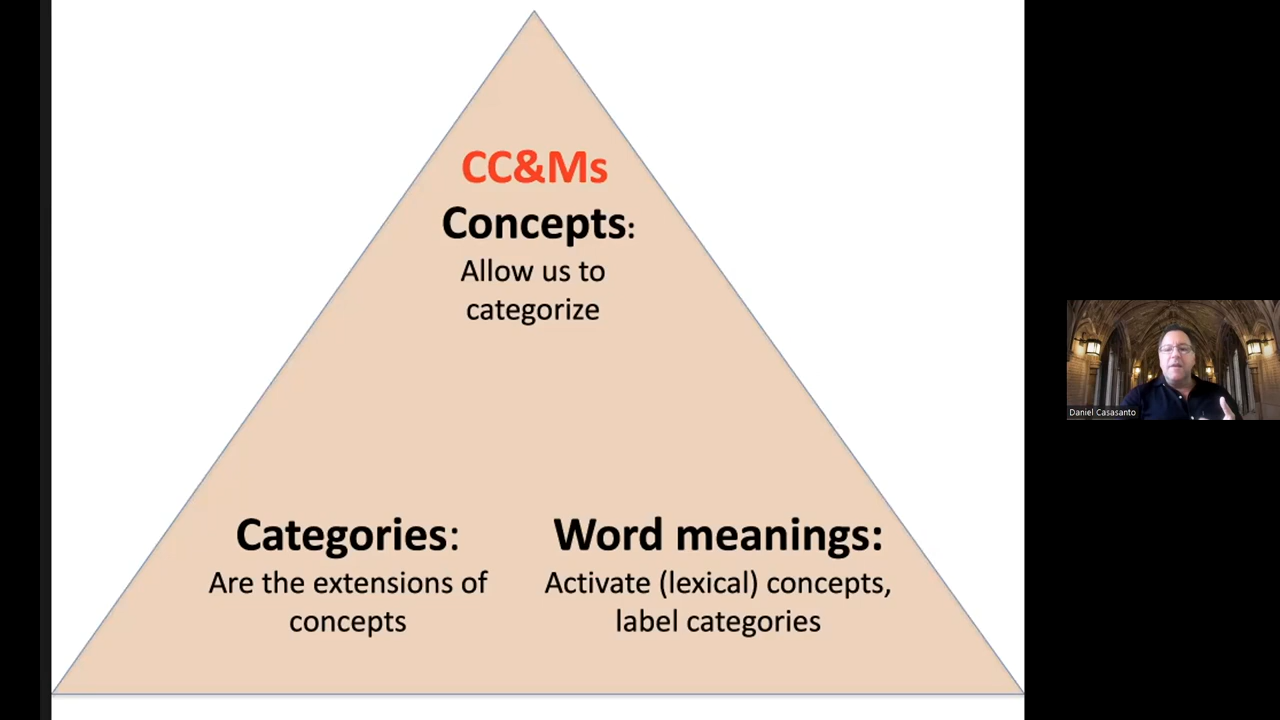 CC&Ms
Concepts:
Allow us to
categorize
Categories:
Are the extensions of
concepts
Word meanings:
Activate (lexical) concepts,
label categories
Daniel Casasanto